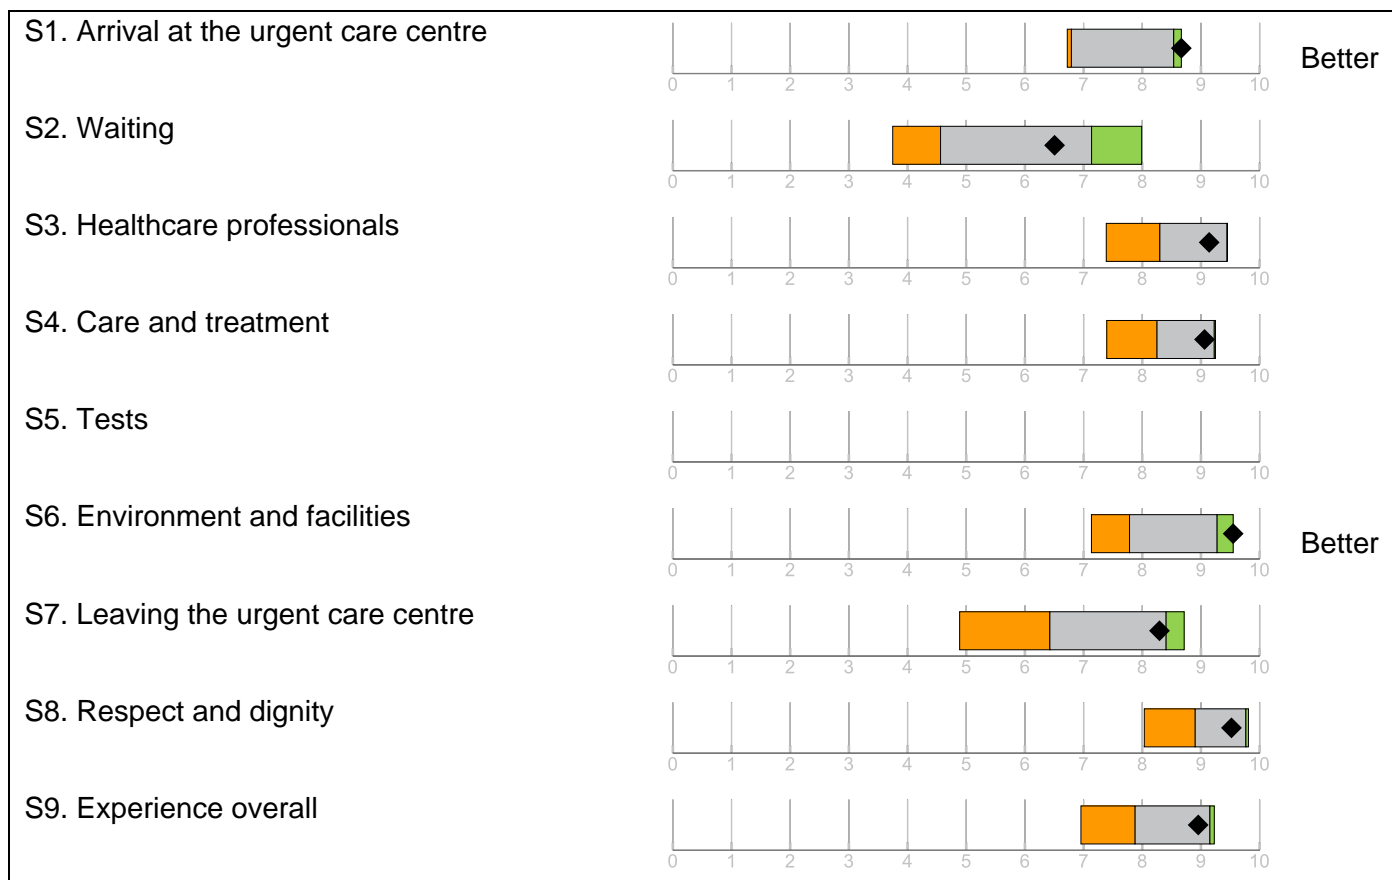 S1. Arrival at the urgent care centre
Better
0 1 2 3 4 5 6 7 8 9 10
S2. Waiting
0 1 2 3 4 5 6 7 8 9 10
S3. Healthcare professionals
0 1 2 3 4 5 6 7 8 9 10
S4. Care and treatment
0 1 2 3 4 5 6 7 8 9 10
S5. Tests
0 1 2 3 4 5 6 7 8 9 10
S6. Environment and facilities
Better
0 1 2 3 4 5 6 7 8 9 10
S7. Leaving the urgent care centre
0 1 2 3 4 5 6 7 8 9 10
S8. Respect and dignity
0 1 2 3 4 5 6 7 8 9 10
S9. Experience overall
0 1 2 3 4 5 6 7 8 9 10